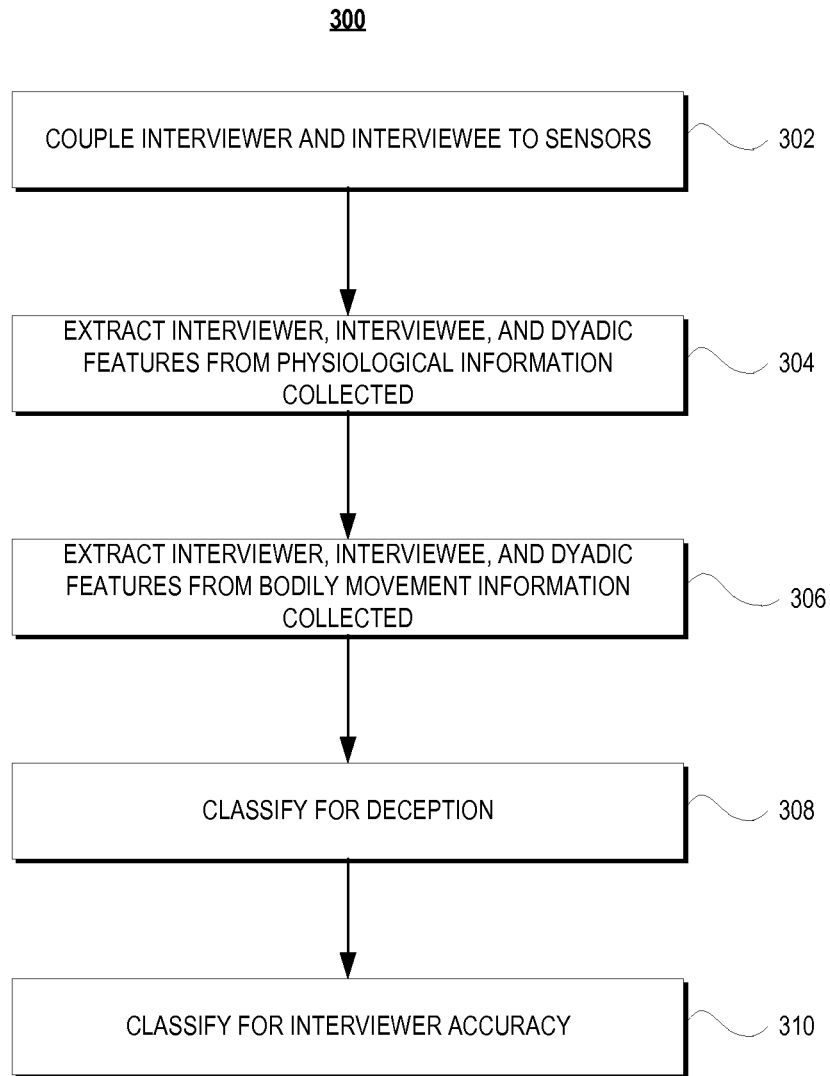 300
COUPLE INTERVIEWER AND INTERVIEWEE TO SENSORS
302
EXTRACT INTERVIEWER, INTERVIEWEE, AND DYADIC
FEATURES FROM PHYSIOLOGICAL INFORMATION
COLLECTED
304
EXTRACT INTERVIEWER, INTERVIEWEE, AND DYADIC
FEATURES FROM BODILY MOVEMENT INFORMATION
COLLECTED
306
CLASSIFY FOR DECEPTION
308
CLASSIFY FOR INTERVIEWER ACCURACY
310